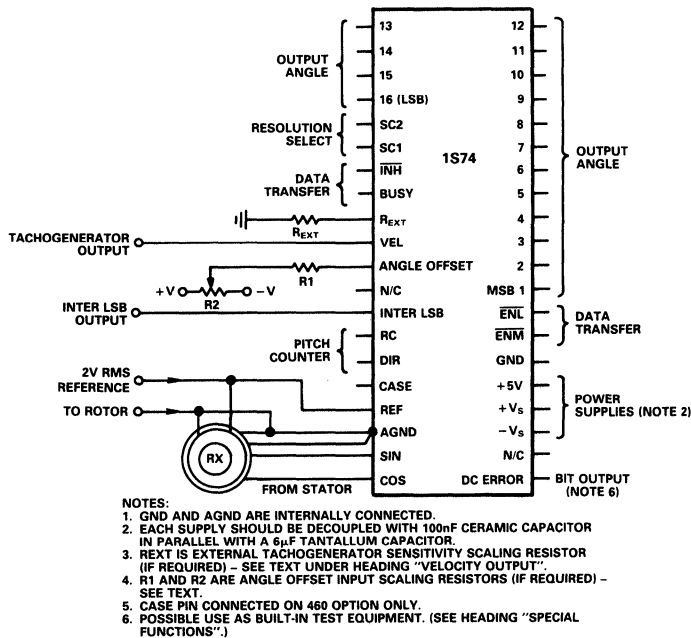 13
14
15
16 (LSB)
OUTPUT
ANGLE
SC2
SC1
RESOLUTION
SELECT
INH
BUSY
DATA
TRANSFER
REXT
REXT
TACHOGENERATOR
OUTPUT
VEL
ANGLE OFFSET
R1
+V
R2
−V
N/C
INTER LSB
OUTPUT
INTER LSB
RC
DIR
PITCH
COUNTER
2V RMS
REFERENCE
CASE
REF
TO ROTOR
AGND
RX
SIN
COS
FROM STATOR
1S74
12
11
10
9
8
7
6
5
4
3
2
MSB 1
OUTPUT
ANGLE
ENL
ENM
DATA
TRANSFER
GND
+5V
+VS
−VS
POWER
SUPPLIES (NOTE 2)
N/C
DC ERROR
BIT OUTPUT
(NOTE 6)
NOTES:
1. GND AND AGND ARE INTERNALLY CONNECTED.
2. EACH SUPPLY SHOULD BE DECOUPLED WITH 100nF CERAMIC CAPACITOR
IN PARALLEL WITH A 6μF TANTALLUM CAPACITOR.
3. REXT IS EXTERNAL TACHOGENERATOR SENSITIVITY SCALING RESISTOR
(IF REQUIRED) – SEE TEXT UNDER HEADING "VELOCITY OUTPUT".
4. R1 AND R2 ARE ANGLE OFFSET INPUT SCALING RESISTORS (IF REQUIRED) –
SEE TEXT.
5. CASE PIN CONNECTED ON 460 OPTION ONLY.
6. POSSIBLE USE AS BUILT-IN TEST EQUIPMENT. (SEE HEADING "SPECIAL
FUNCTIONS".)